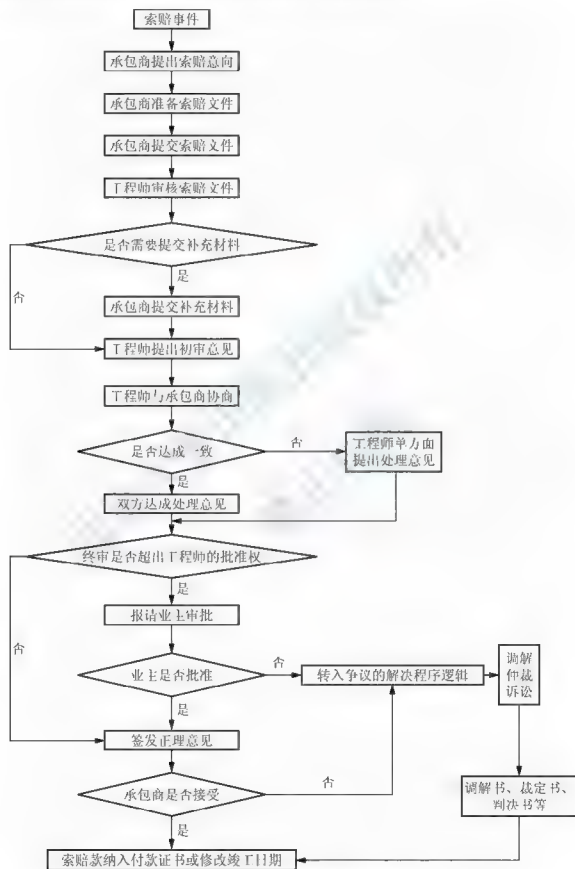 索赔事件
承包商提出索赔意向
承包商准备索赔文件
承包商提交索赔文件
工程师审核索赔文件
是否需要提交补充材料
否
是
承包商提交补充材料
工程师提出初审意见
工程师与承包商协商
是否达成一致
否
工程师单方面
提出处理意见
是
双方达成处理意见
终审是否超出工程师的批准权
是
否
报请业主审批
业主是否批准
否
转入争议的解决程序逻辑
调解
仲裁
诉讼
是
签发正理意见
承包商是否接受
否
调解书、裁定书、
判决书等
是
索赔款纳入付款证书或修改竣工日期